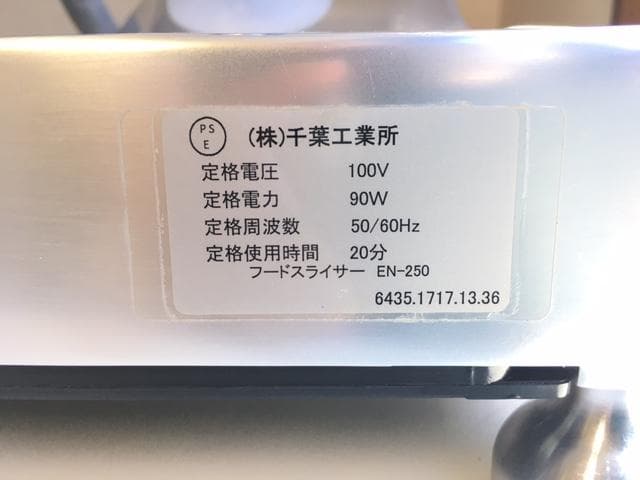 PS
E
(株)千葉工業所
定格電圧 100V
定格電力 90W
定格周波数 50/60Hz
定格使用時間 20分
フードスライサー EN-250
6435.1717.13.36